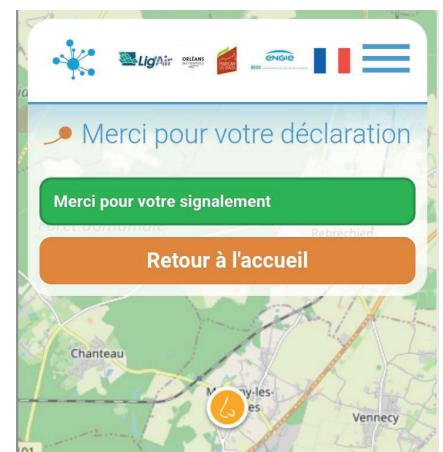 Lig'Air ORLÉANS ENGIE
Merci pour votre déclaration
Merci pour votre signalement
Rebréchien
Retour à l'accueil
Chanteau
Vennecy